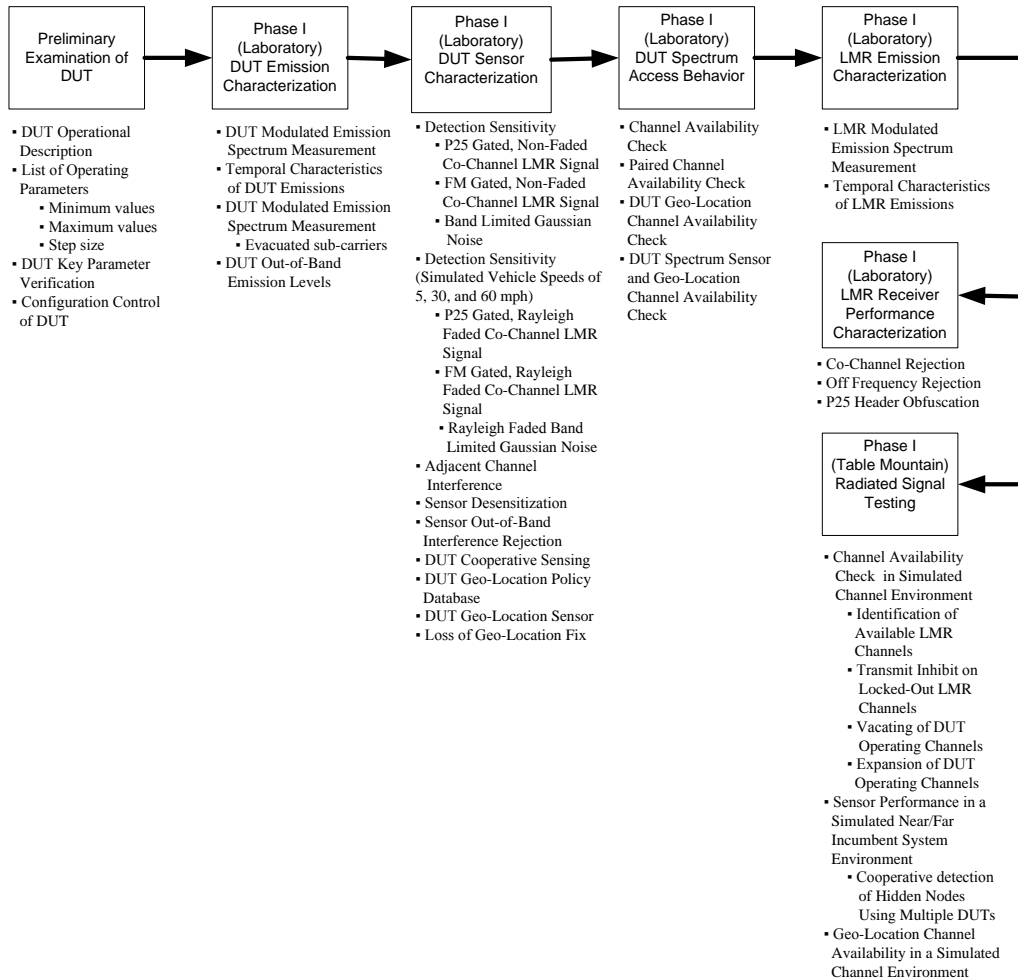 Preliminary
Examination of
DUT
▪ DUT Operational
Description
▪ List of Operating
Parameters
▪ Minimum values
▪ Maximum values
▪ Step size
▪ DUT Key Parameter
Verification
▪ Configuration Control
of DUT
Phase I
(Laboratory)
DUT Emission
Characterization
▪ DUT Modulated Emission
Spectrum Measurement
▪ Temporal Characteristics
of DUT Emissions
▪ DUT Modulated Emission
Spectrum Measurement
▪ Evacuated sub-carriers
▪ DUT Out-of-Band
Emission Levels
Phase I
(Laboratory)
DUT Sensor
Characterization
▪ Detection Sensitivity
▪ P25 Gated, Non-Faded
Co-Channel LMR Signal
▪ FM Gated, Non-Faded
Co-Channel LMR Signal
▪ Band Limited Gaussian
Noise
▪ Detection Sensitivity
(Simulated Vehicle Speeds of
5, 30, and 60 mph)
▪ P25 Gated, Rayleigh
Faded Co-Channel LMR
Signal
▪ FM Gated, Rayleigh
Faded Co-Channel LMR
Signal
▪ Rayleigh Faded Band
Limited Gaussian Noise
▪ Adjacent Channel
Interference
▪ Sensor Desensitization
▪ Sensor Out-of-Band
Interference Rejection
▪ DUT Cooperative Sensing
▪ DUT Geo-Location Policy
Database
▪ DUT Geo-Location Sensor
▪ Loss of Geo-Location Fix
Phase I
(Laboratory)
DUT Spectrum
Access Behavior
▪ Channel Availability
Check
▪ Paired Channel
Availability Check
▪ DUT Geo-Location
Channel Availability
Check
▪ DUT Spectrum Sensor
and Geo-Location
Channel Availability
Check
Phase I
(Laboratory)
LMR Emission
Characterization
▪ LMR Modulated
Emission Spectrum
Measurement
▪ Temporal Characteristics
of LMR Emissions
Phase I
(Laboratory)
LMR Receiver
Performance
Characterization
▪ Co-Channel Rejection
▪ Off Frequency Rejection
▪ P25 Header Obfuscation
Phase I
(Table Mountain)
Radiated Signal
Testing
▪ Channel Availability
Check in Simulated
Channel Environment
▪ Identification of
Available LMR
Channels
▪ Transmit Inhibit on
Locked-Out LMR
Channels
▪ Vacating of DUT
Operating Channels
▪ Expansion of DUT
Operating Channels
▪ Sensor Performance in a
Simulated Near/Far
Incumbent System
Environment
▪ Cooperative detection
of Hidden Nodes
Using Multiple DUTs
▪ Geo-Location Channel
Availability in a Simulated
Channel Environment